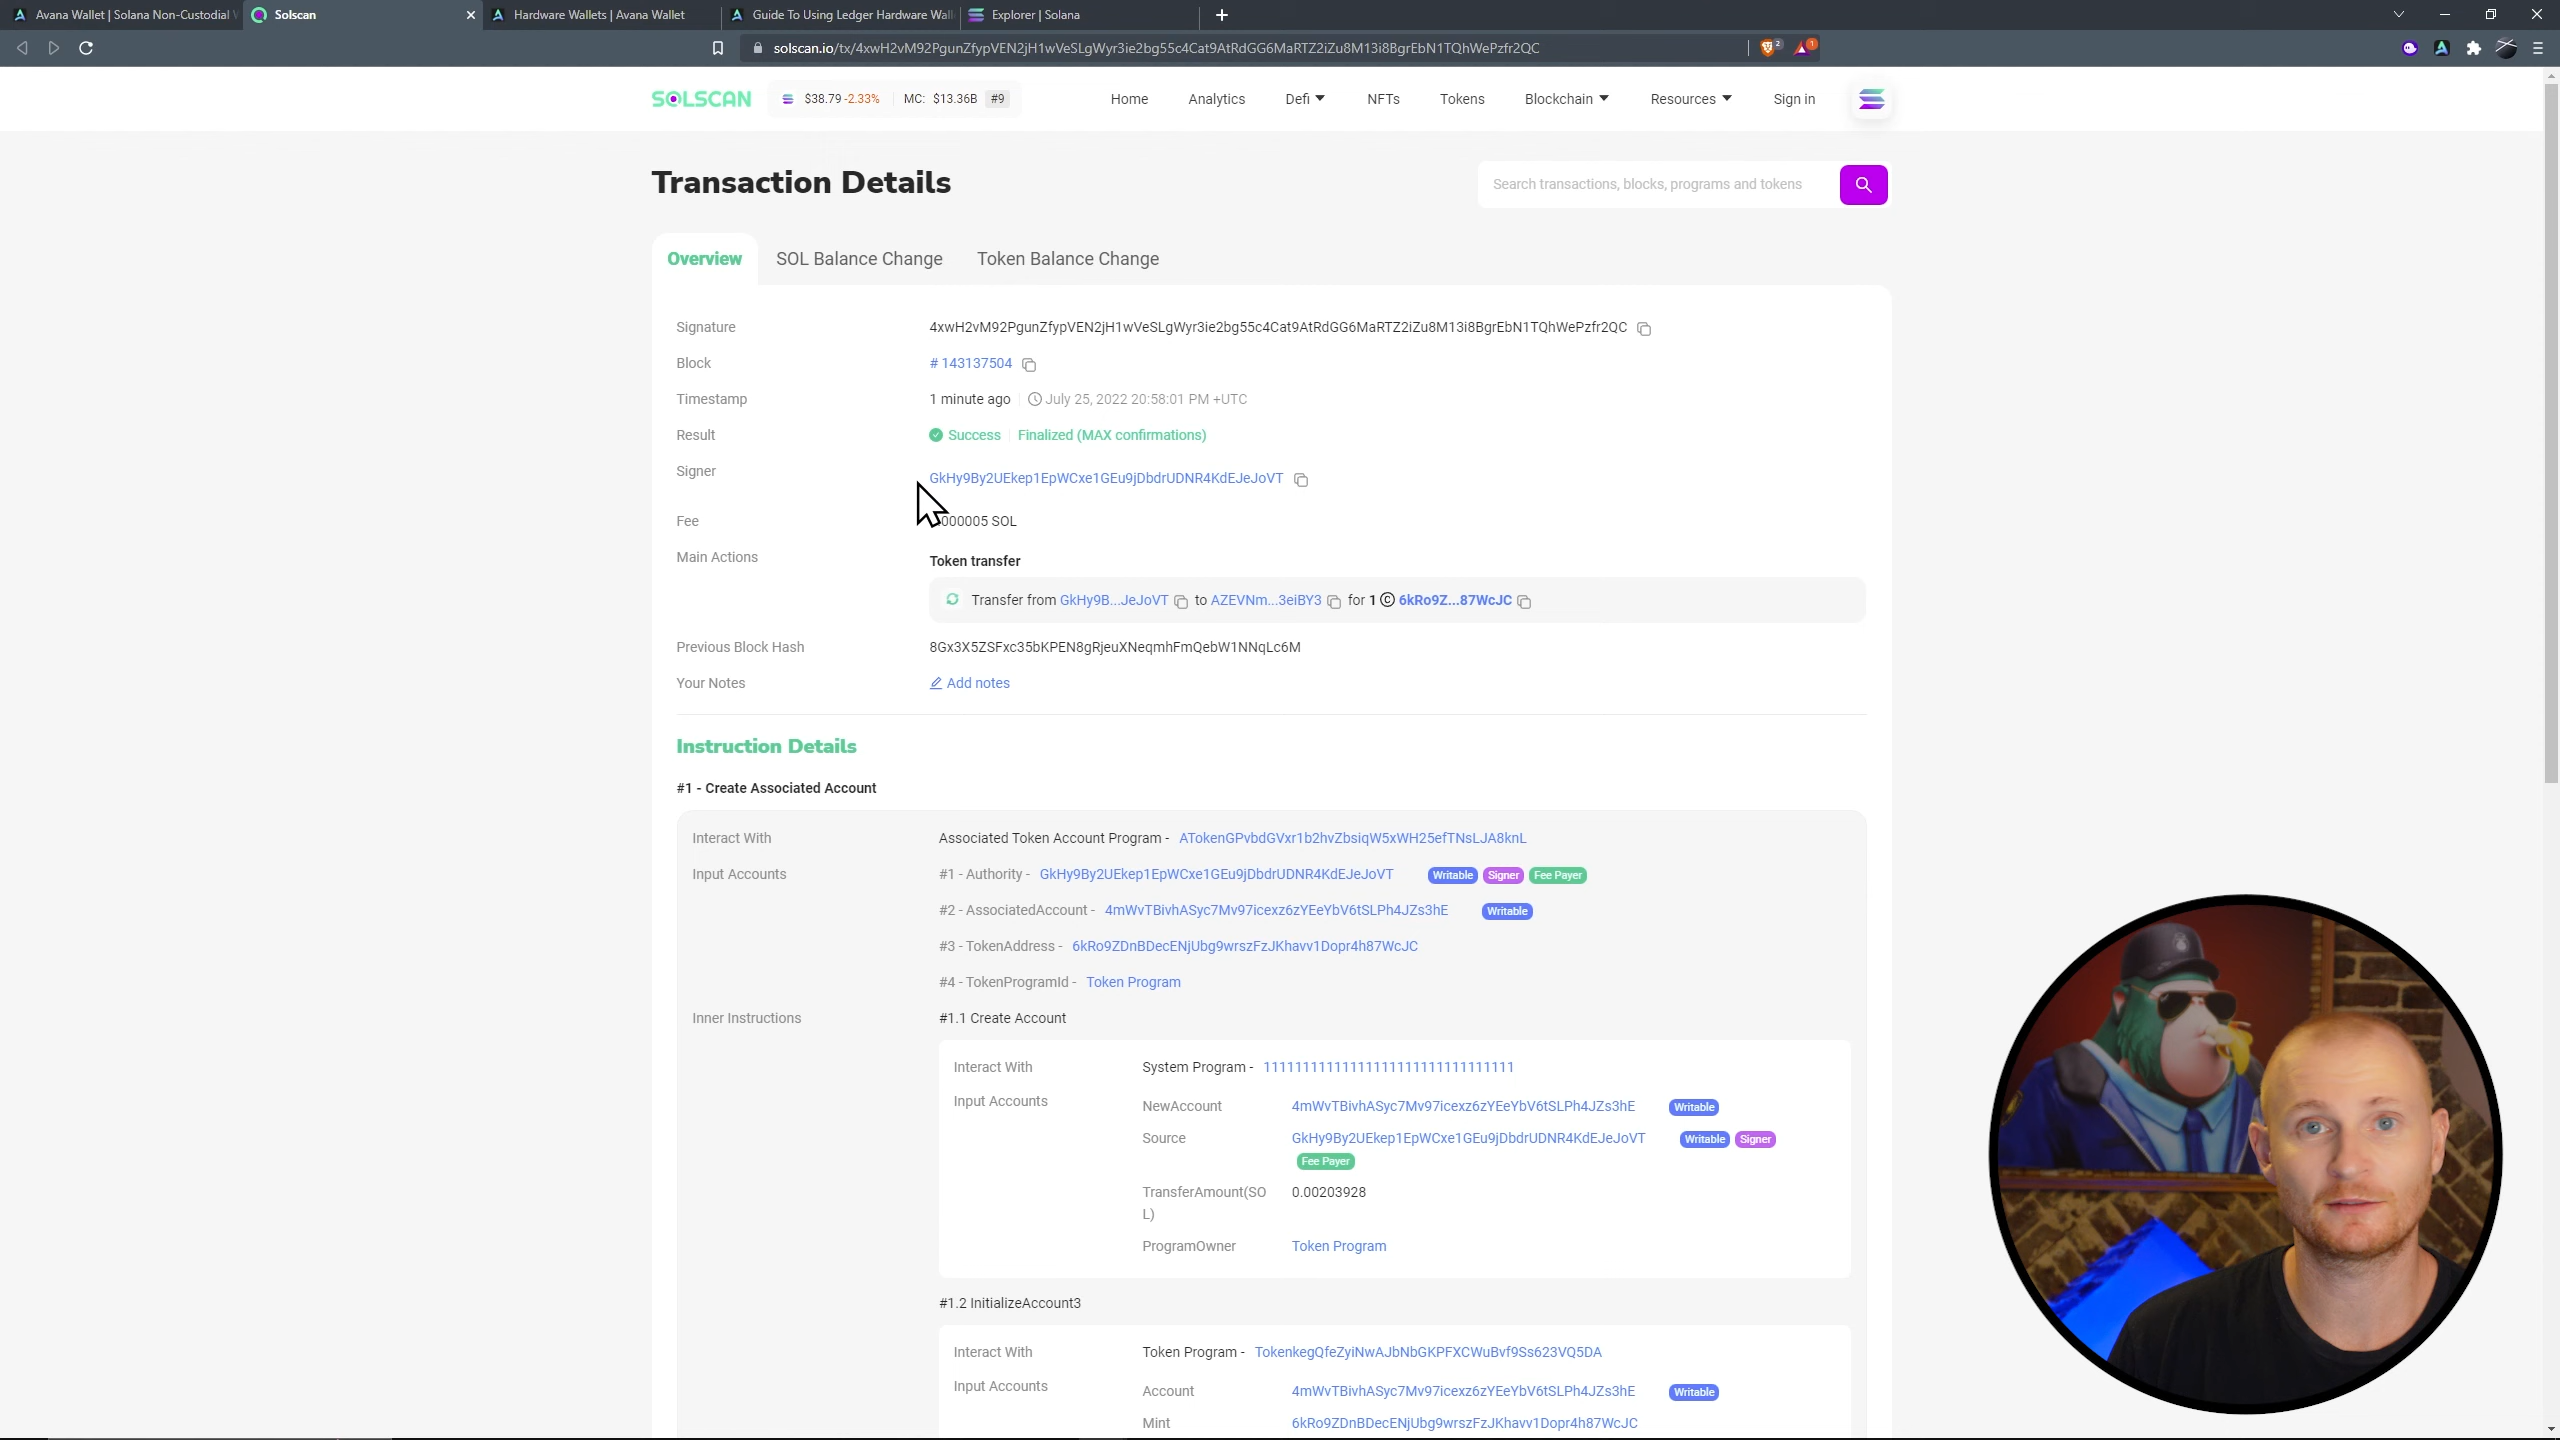 Avana Wallet | Solana Non-Custodial
Solscan
Hardware Wallets | Avana Wallet
Guide To Using Ledger Hardware Wal
Explorer | Solana
solscan.io/tx/4xwH2vM92PgunZfypVEN2jH1wVeSLgWyr3ie2bg55c4Cat9AtRdGG6MaRTZ2iZu8M13i8BgrEbN1TQhWePzfr2QC
2
1
SOLSCAN
$38.79 -2.33%
MC: $13.36B #9
Home
Analytics
Defi
NFTs
Tokens
Blockchain
Resources
Sign in
Transaction Details
Search transactions, blocks, programs and tokens
Overview
SOL Balance Change
Token Balance Change
Signature 4xwH2vM92PgunZfypVEN2jH1wVeSLgWyr3ie2bg55c4Cat9AtRdGG6MaRTZ2iZu8M13i8BgrEbN1TQhWePzfr2QC
Block # 143137504
Timestamp 1 minute ago July 25, 2022 20:58:01 PM +UTC
Result Success Finalized (MAX confirmations)
Signer GkHy9By2UEkep1EpWCxe1GEu9jDbdrUDNR4KdEJeJoVT
Fee 000005 SOL
Main Actions Token transfer
Transfer from GkHy9B...JeJoVT to AZEVNm...3eiBY3 for 1 6kRo9Z...87WcJC
Previous Block Hash 8Gx3X5ZSFxc35bKPEN8gRjeuXNeqmhFmQebW1NNqLc6M
Your Notes Add notes
Instruction Details
#1 - Create Associated Account
Interact With Associated Token Account Program - ATokenGPvbdGVxr1b2hvZbsiqW5xWH25efTNsLJA8knL
Input Accounts #1 - Authority - GkHy9By2UEkep1EpWCxe1GEu9jDbdrUDNR4KdEJeJoVT Writable Signer Fee Payer
#2 - AssociatedAccount - 4mWvTBivhASyc7Mv97icexz6zYEeYbV6tSLPh4JZs3hE Writable
#3 - TokenAddress - 6kRo9ZDnBDecENjUbg9wrszFzJKhavv1Dopr4h87WcJC
#4 - TokenProgramId - Token Program
Inner Instructions #1.1 Create Account
Interact With System Program - 11111111111111111111111111111111
Input Accounts NewAccount 4mWvTBivhASyc7Mv97icexz6zYEeYbV6tSLPh4JZs3hE Writable
Source GkHy9By2UEkep1EpWCxe1GEu9jDbdrUDNR4KdEJeJoVT Writable Signer
Fee Payer
TransferAmount(SO 0.00203928
L)
ProgramOwner Token Program
#1.2 InitializeAccount3
Interact With Token Program - TokenkegQfeZyiNwAJbNbGKPFXCWuBvf9Ss623VQ5DA
Input Accounts Account 4mWvTBivhASyc7Mv97icexz6zYEeYbV6tSLPh4JZs3hE Writable
Mint 6kRo9ZDnBDecENjUbg9wrszFzJKhavv1Dopr4h87WcJC